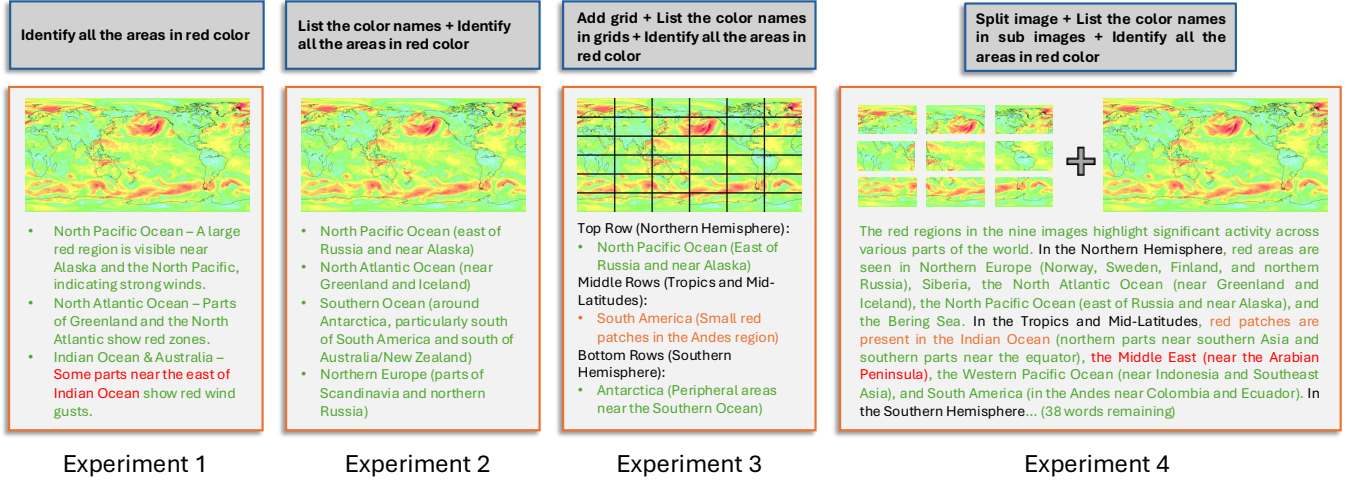 Identify all the areas in red color
List the color names + Identify
all the areas in red color
Add grid + List the color names
in grids + Identify all the areas in
red color
Split image + List the color names
in sub images + Identify all the
areas in red color
• North Pacific Ocean – A large
red region is visible near
Alaska and the North Pacific,
indicating strong winds.
• North Atlantic Ocean – Parts
of Greenland and the North
Atlantic show red zones.
• Indian Ocean & Australia –
Some parts near the east of
Indian Ocean show red wind
gusts.
• North Pacific Ocean (east of
Russia and near Alaska)
• North Atlantic Ocean (near
Greenland and Iceland)
• Southern Ocean (around
Antarctica, particularly south
of South America and south of
Australia/New Zealand)
• Northern Europe (parts of
Scandinavia and northern
Russia)
Top Row (Northern Hemisphere):
• North Pacific Ocean (East of
Russia and near Alaska)
Middle Rows (Tropics and Mid-
Latitudes):
• South America (Small red
patches in the Andes region)
Bottom Rows (Southern
Hemisphere):
• Antarctica (Peripheral areas
near the Southern Ocean)
The red regions in the nine images highlight significant activity across
various parts of the world. In the Northern Hemisphere, red areas are
seen in Northern Europe (Norway, Sweden, Finland, and northern
Russia), Siberia, the North Atlantic Ocean (near Greenland and
Iceland), the North Pacific Ocean (east of Russia and near Alaska), and
the Bering Sea. In the Tropics and Mid-Latitudes, red patches are
present in the Indian Ocean (northern parts near southern Asia and
southern parts near the equator), the Middle East (near the Arabian
Peninsula), the Western Pacific Ocean (near Indonesia and Southeast
Asia), and South America (in the Andes near Colombia and Ecuador). In
the Southern Hemisphere... (38 words remaining)
Experiment 1
Experiment 2
Experiment 3
Experiment 4